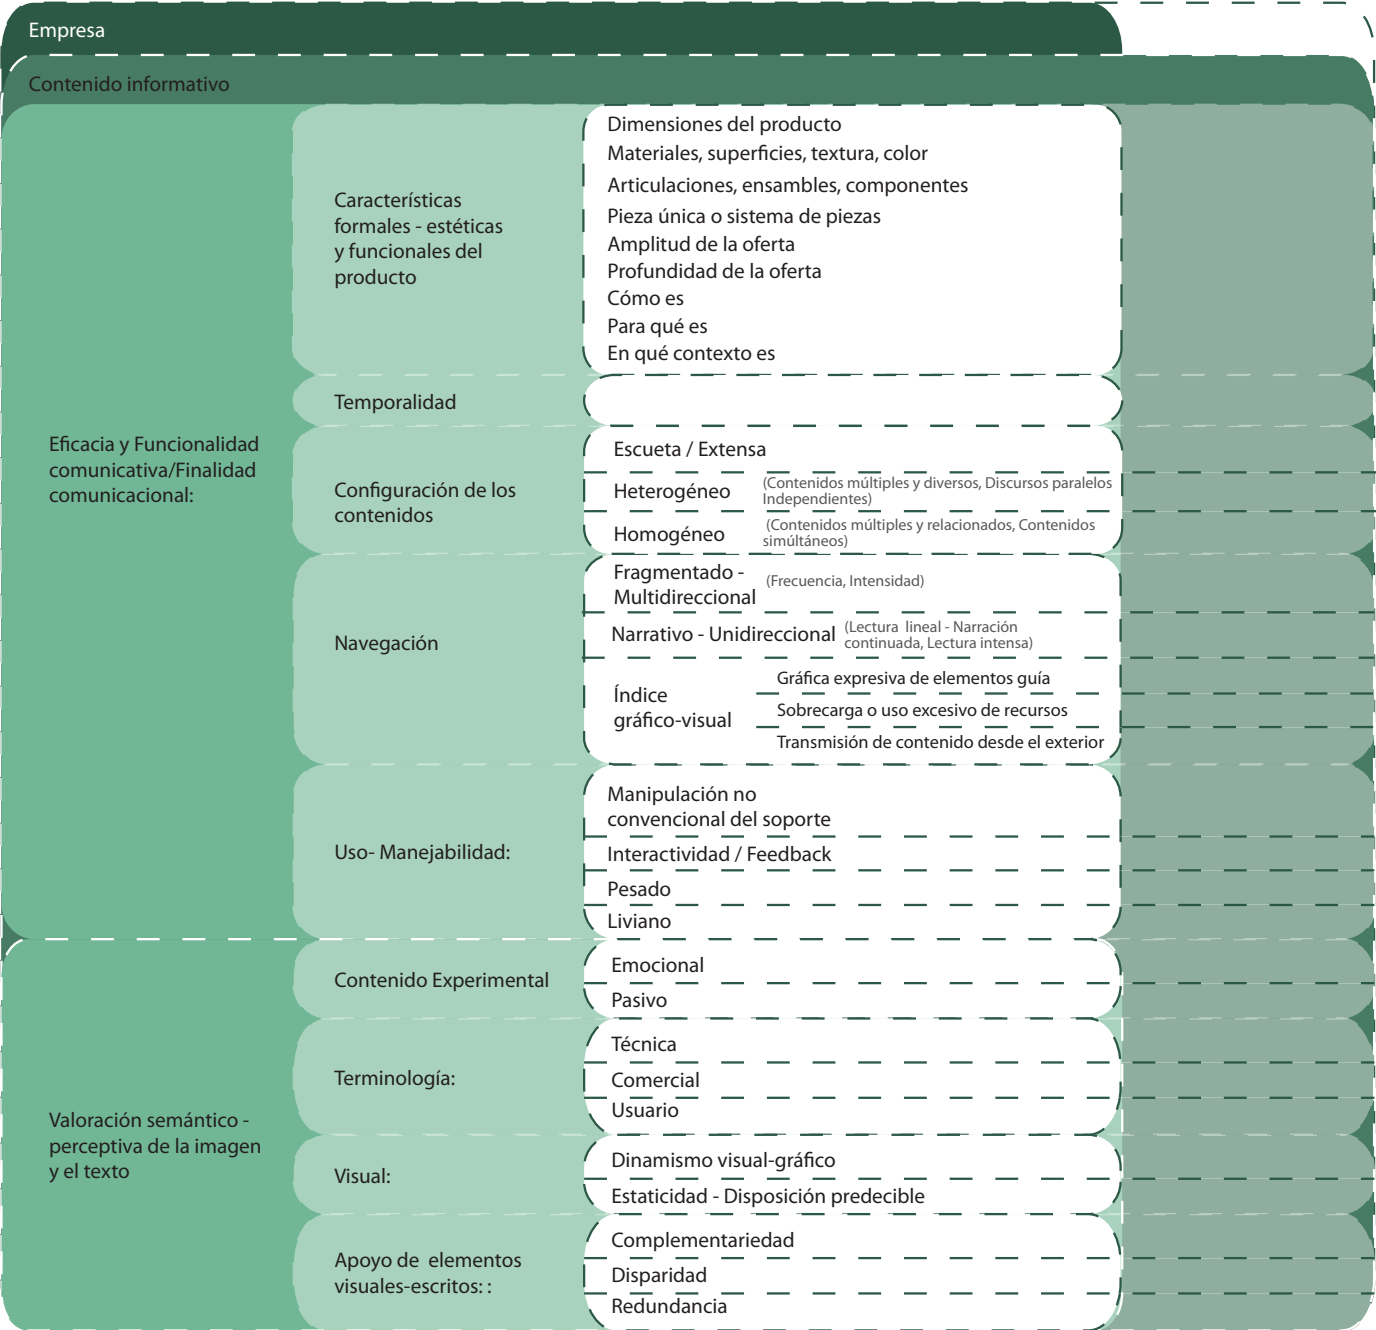 Empresa
Contenido informativo
Eficacia y Funcionalidad
comunicativa/Finalidad
comunicacional:
Características
formales - estéticas
y funcionales del
producto
Dimensiones del producto
Materiales, superficies, textura, color
Articulaciones, ensambles, componentes
Pieza única o sistema de piezas
Amplitud de la oferta
Profundidad de la oferta
Cómo es
Para qué es
En qué contexto es
Temporalidad
Configuración de los
contenidos
Escueta / Extensa
Heterogéneo
(Contenidos múltiples y diversos, Discursos paralelos
Independientes)
Homogéneo
(Contenidos múltiples y relacionados, Contenidos
simúltáneos)
Navegación
Fragmentado -
Multidireccional
(Frecuencia, Intensidad)
Narrativo - Unidireccional
(Lectura lineal - Narración
continuada, Lectura intensa)
Índice
gráfico-visual
Gráfica expresiva de elementos guía
Sobrecarga o uso excesivo de recursos
Transmisión de contenido desde el exterior
Uso- Manejabilidad:
Manipulación no
convencional del soporte
Interactividad / Feedback
Pesado
Liviano
Valoración semántico -
perceptiva de la imagen
y el texto
Contenido Experimental
Emocional
Pasivo
Terminología:
Técnica
Comercial
Usuario
Visual:
Dinamismo visual-gráfico
Estaticidad - Disposición predecible
Apoyo de elementos
visuales-escritos: :
Complementariedad
Disparidad
Redundancia